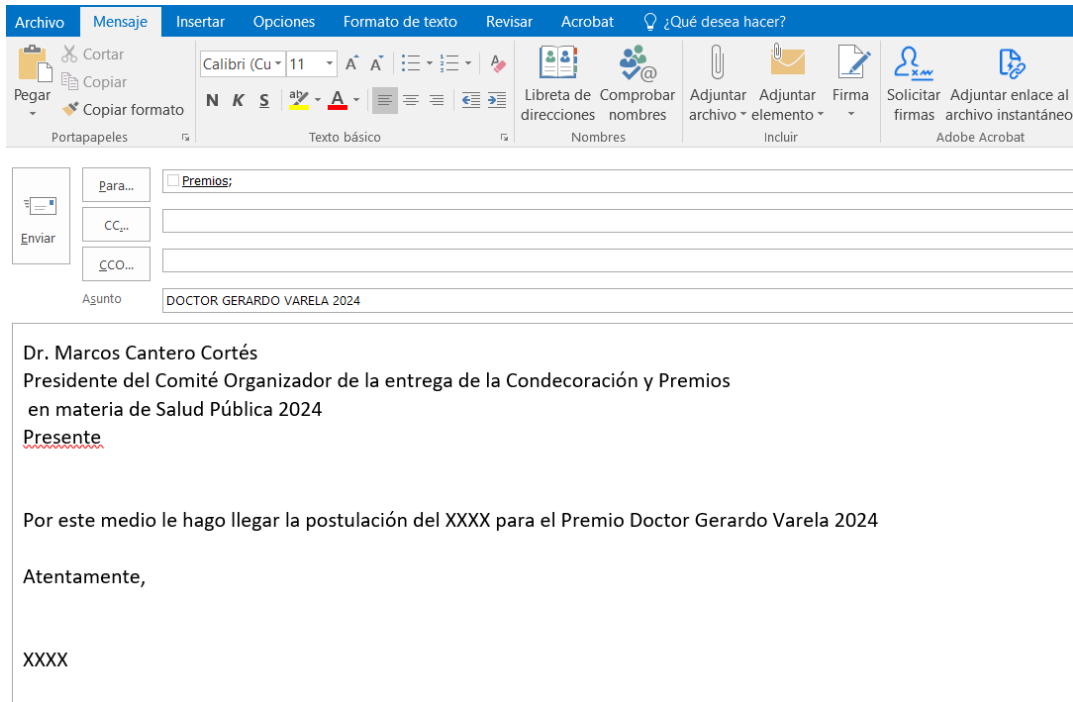 Archivo Mensaje Insertar Opciones Formato de texto Revisar Acrobat ¿Qué desea hacer?
Pegar
Cortar
Copiar
Copiar formato
Portapapeles
Calibri (Cu 11
N K S
Texto básico
Libreta de direcciones
Comprobar nombres
Nombres
Adjuntar archivo
Adjuntar elemento
Firma
Incluir
Solicitar firmas
Adjuntar enlace al archivo instantáneo
Adobe Acrobat
Enviar
Para... Premios;
CC...
CCO...
Asunto DOCTOR GERARDO VARELA 2024
Dr. Marcos Cantero Cortés
Presidente del Comité Organizador de la entrega de la Condecoración y Premios
en materia de Salud Pública 2024
Presente
Por este medio le hago llegar la postulación del XXXX para el Premio Doctor Gerardo Varela 2024
Atentamente,
XXXX